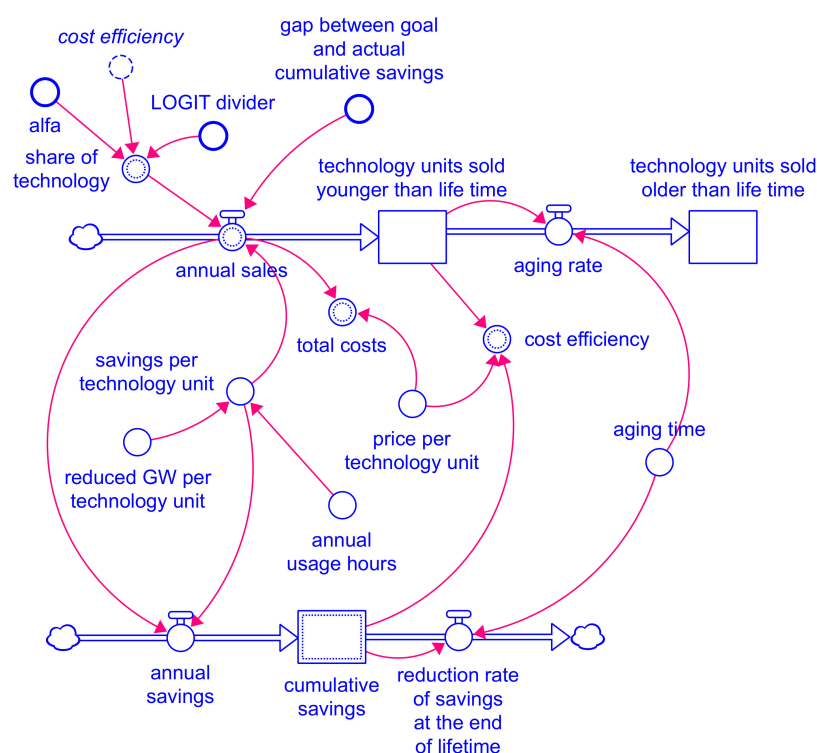 cost efficiency
gap between goal
and actual
cumulative savings
alfa
LOGIT divider
share of
technology
technology units sold
younger than life time
technology units sold
older than life time
annual sales
aging rate
total costs
cost efficiency
savings per
technology unit
price per
technology unit
aging time
reduced GW per
technology unit
annual
usage hours
annual
savings
cumulative
savings
reduction rate
of savings
at the end
of lifetime